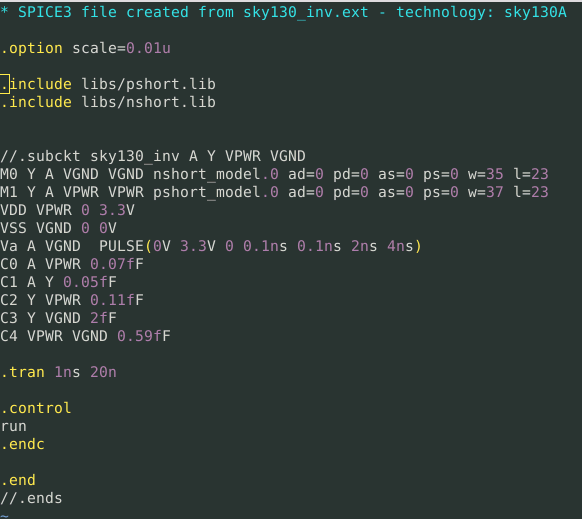 * SPICE3 file created from sky130_inv.ext - technology: sky130A
.option scale=0.01u
.include libs/pshort.lib
.include libs/nshort.lib
//.subckt sky130_inv A Y VPWR VGND
M0 Y A VGND VGND nshort_model.0 ad=0 pd=0 as=0 ps=0 w=35 l=23
M1 Y A VPWR VPWR pshort_model.0 ad=0 pd=0 as=0 ps=0 w=37 l=23
VDD VPWR 0 3.3V
VSS VGND 0 0V
Va A VGND  PULSE(0V 3.3V 0 0.1ns 0.1ns 2ns 4ns)
C0 A VPWR 0.07fF
C1 A Y 0.05fF
C2 Y VPWR 0.11fF
C3 Y VGND 2fF
C4 VPWR VGND 0.59fF
.tran 1ns 20n
.control
run
.endc
.end
//.ends
~